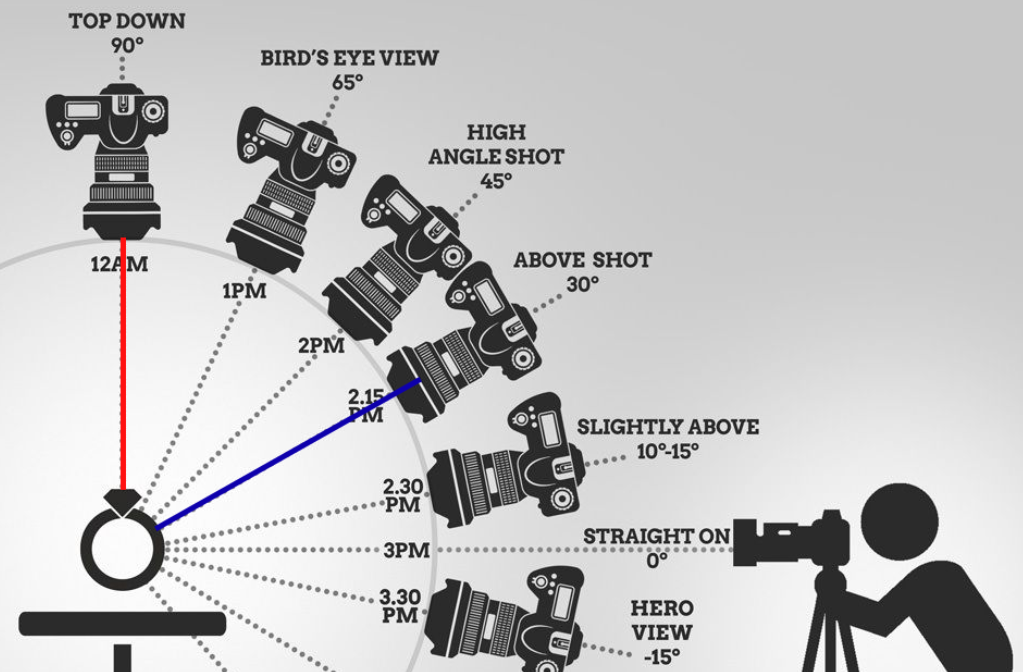 TOP DOWN
90°
BIRD'S EYE VIEW
65°
HIGH
ANGLE SHOT
45°
ABOVE SHOT
30°
12AM
1PM
2PM
2.15
PM
SLIGHTLY ABOVE
10°-15°
2.30
PM
3PM
STRAIGHT ON
0°
3.30
PM
HERO
VIEW
-15°